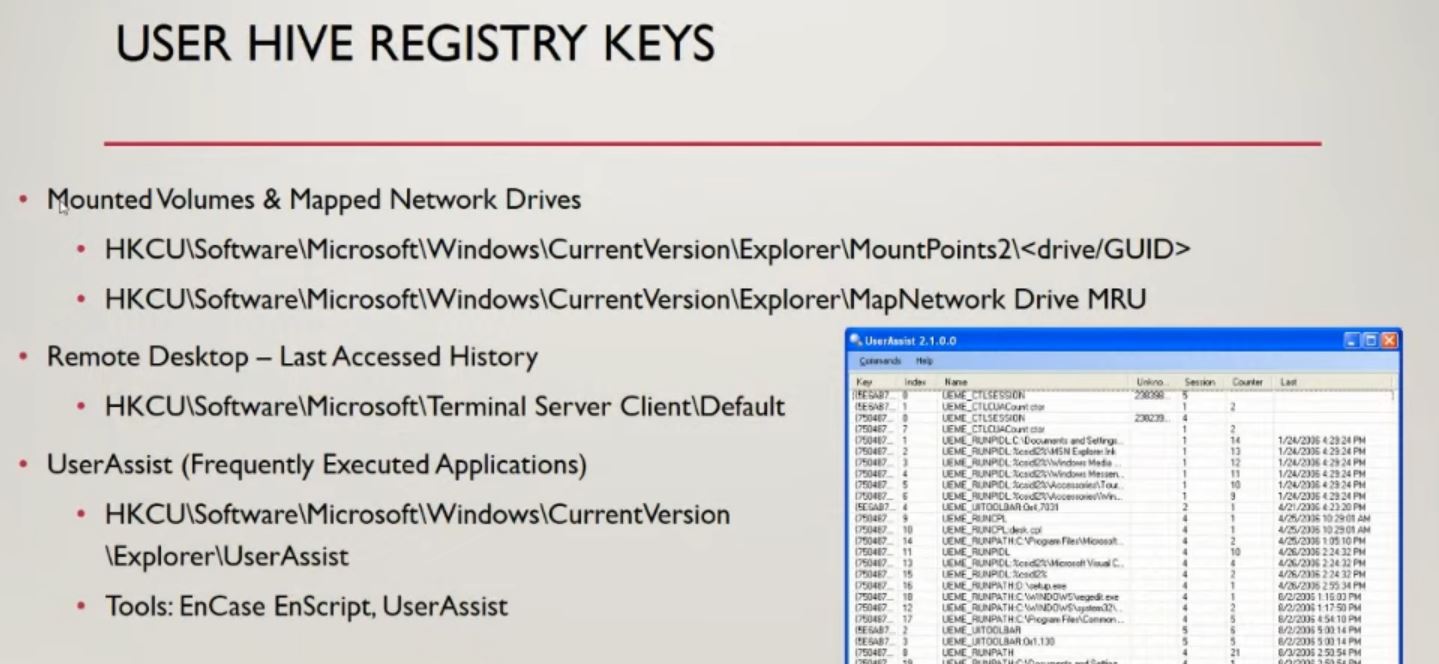 USER HIVE REGISTRY KEYS
• Mounted Volumes & Mapped Network Drives
• HKCU\Software\Microsoft\Windows\CurrentVersion\Explorer\MountPoints2\<drive/GUID>
• HKCU\Software\Microsoft\Windows\CurrentVersion\Explorer\MapNetwork Drive MRU
• Remote Desktop – Last Accessed History
• HKCU\Software\Microsoft\Terminal Server Client\Default
• UserAssist (Frequently Executed Applications)
• HKCU\Software\Microsoft\Windows\CurrentVersion
\Explorer\UserAssist
• Tools: EnCase EnScript, UserAssist
UserAssist 2.1.0.0
Commands Help
Key Index Name Unkno... Session Counter Last
{5E6AB7... 0 UEME_CTLSESSION 5
{5E6AB7... 1 UEME_CTLCUACount:ctor 1 2
{750487... 0 UEME_CTLSESSION 4
{750487... 7 UEME_CTLCUACount:ctor 1 2
{750487... 1 UEME_RUNPIDL:C:\Documents and Settings... 1 14 1/24/2006 4:29:24 PM
{750487... 2 UEME_RUNPIDL:%csidl2%\MSN Explorer.lnk 1 13 1/24/2006 4:29:24 PM
{750487... 3 UEME_RUNPIDL:%csidl2%\Windows Media ... 1 12 1/24/2006 4:29:24 PM
{750487... 4 UEME_RUNPIDL:%csidl2%\Windows Messen... 1 11 1/24/2006 4:29:24 PM
{750487... 5 UEME_RUNPIDL:%csidl2%\Accessories\Tour... 1 10 1/24/2006 4:29:24 PM
{750487... 6 UEME_RUNPIDL:%csidl2%\Accessories\Win... 1 9 1/24/2006 4:29:24 PM
{5E6AB7... 4 UEME_UITOOLBAR:0x4,7031 2 1 4/21/2006 4:23:20 PM
{750487... 9 UEME_RUNCPL 4 1 4/25/2006 10:29:01 AM
{750487... 10 UEME_RUNCPL:desk.cpl 4 1 4/25/2006 10:29:01 AM
{750487... 14 UEME_RUNPATH:C:\Program Files\Microsoft... 4 2 4/25/2006 1:05:10 PM
{750487... 11 UEME_RUNPIDL 4 10 4/26/2006 2:24:32 PM
{750487... 13 UEME_RUNPIDL:%csidl2%\Microsoft Visual C... 4 4 4/26/2006 2:24:32 PM
{750487... 15 UEME_RUNPIDL:%csidl2% 4 2 4/26/2006 2:24:32 PM
{750487... 16 UEME_RUNPATH:D:\setup.exe 4 1 4/26/2006 2:55:34 PM
{750487... 18 UEME_RUNPATH:C:\WINDOWS\regedit.exe 4 1 8/2/2006 1:16:03 PM
{750487... 12 UEME_RUNPATH:C:\WINDOWS\system32\... 4 2 8/2/2006 1:17:50 PM
{750487... 17 UEME_RUNPATH:C:\Program Files\Common... 4 5 8/2/2006 4:54:10 PM
{5E6AB7... 2 UEME_UITOOLBAR 5 6 8/2/2006 5:00:14 PM
{5E6AB7... 3 UEME_UITOOLBAR:0x1,130 5 5 8/2/2006 5:00:14 PM
{750487... 8 UEME_RUNPATH 4 21 8/3/2006 2:50:54 PM